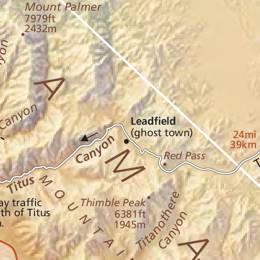 Mount Palmer
7979ft
2432m
Canyon
A
Leadfield
(ghost town)
24mi
39km
Canyon
M
Red Pass
Titus
ay traffic
th of Titus
MOUNTAI
Thimble Peak
6381ft
1945m
Titanothere
Canyon
A